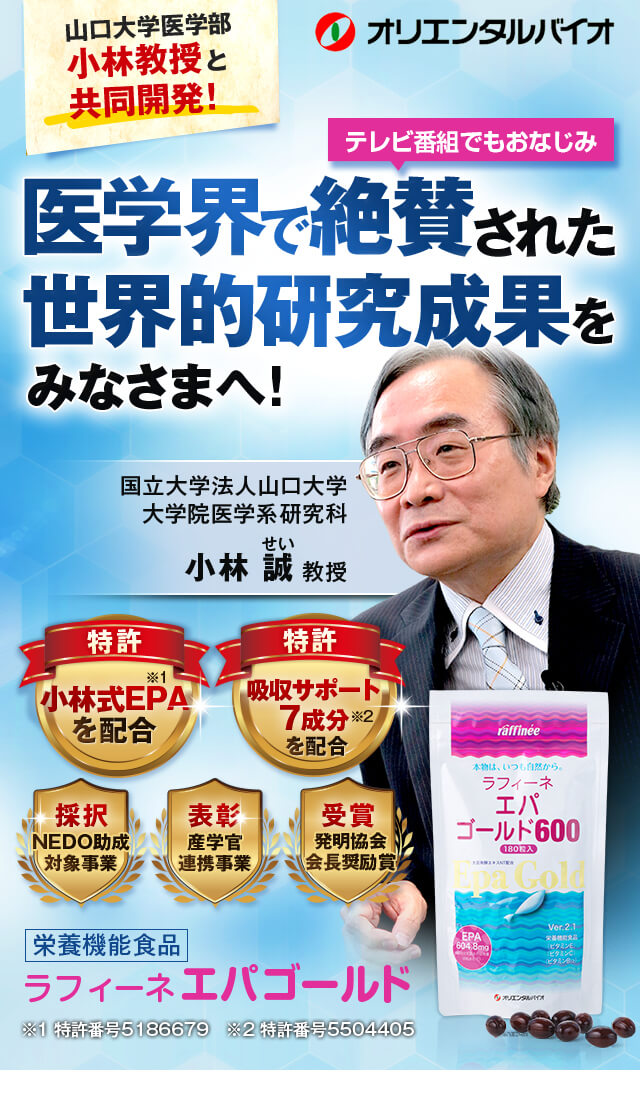 山口大学医学部
小林教授と
共同開発!
オリエンタルバイオ
テレビ番組でもおなじみ
医学界で絶賛された
世界的研究成果を
みなさまへ!
国立大学法人山口大学
大学院医学系研究科
せい
小林 誠 教授
特許
※1
小林式EPA
を配合
特許
吸収サポート
7成分※2
を配合
採択
NEDO助成
対象事業
表彰
産学官
連携事業
受賞
発明協会
会長奨励賞
raffinée
本物は、いつも自然から。
ラフィーネ
エパ
ゴールド600
180粒入
Epa Gold
Ver.2.1
栄養機能食品
EPA
604.8mg
オリエンタルバイオ
栄養機能食品
ラフィーネ エパゴールド
※1 特許番号5186679 ※2 特許番号5504405